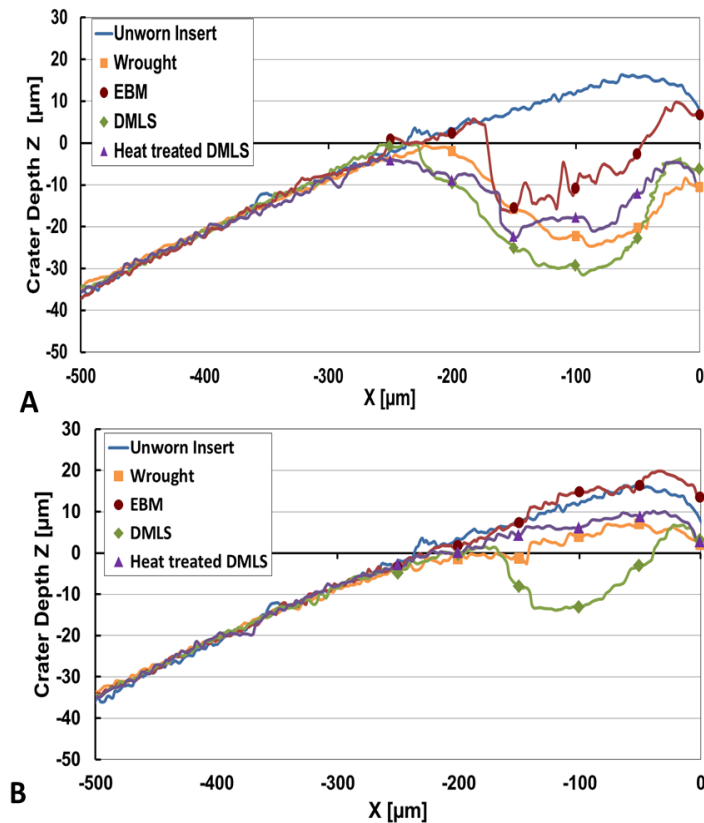 30
20
10
0
-10
-20
-30
-40
-50
Crater Depth Z [µm]
Unworn Insert
Wrought
EBM
DMLS
Heat treated DMLS
-500
-400
-300
-200
-100
0
X [µm]
A
30
20
10
0
-10
-20
-30
-40
-50
Crater Depth Z [µm]
Unworn Insert
Wrought
EBM
DMLS
Heat treated DMLS
-500
-400
-300
-200
-100
0
X [µm]
B